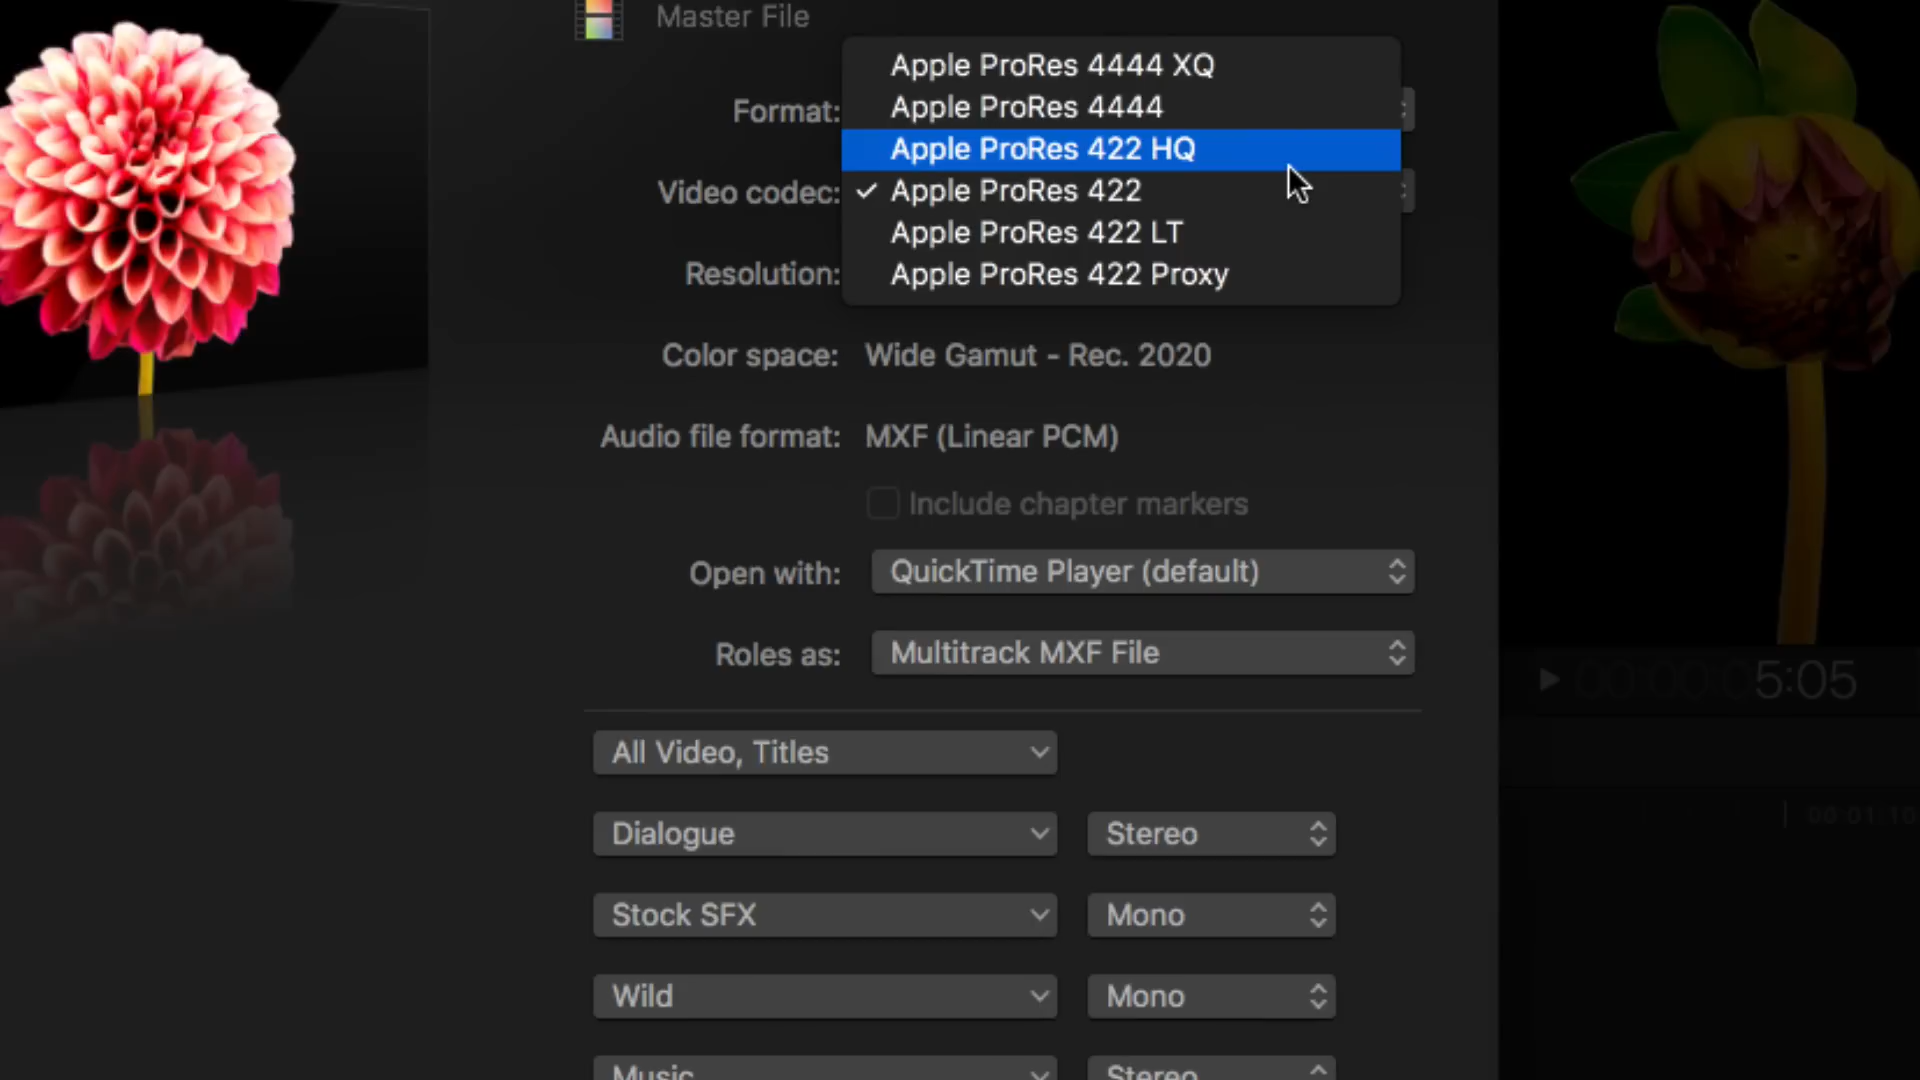 Master File
Format:
Apple ProRes 4444 XQ
Apple ProRes 4444
Apple ProRes 422 HQ
Video codec:
✓ Apple ProRes 422
Apple ProRes 422 LT
Resolution:
Apple ProRes 422 Proxy
Color space: Wide Gamut - Rec. 2020
Audio file format: MXF (Linear PCM)
Include chapter markers
Open with: QuickTime Player (default)
Roles as: Multitrack MXF File
00:00:05:05
All Video, Titles
Dialogue Stereo
Stock SFX Mono
Wild Mono
Music Stereo